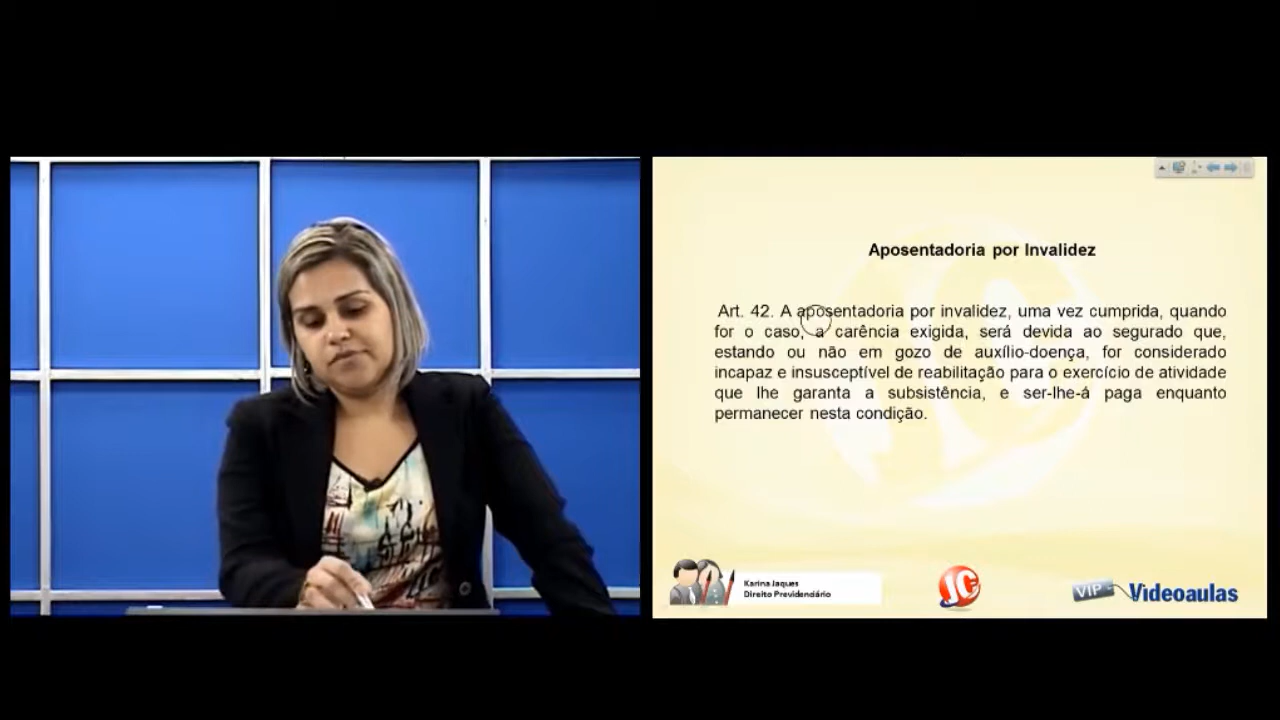 Aposentadoria por Invalidez
Art. 42. A aposentadoria por invalidez, uma vez cumprida, quando
for o caso, a carência exigida, será devida ao segurado que,
estando ou não em gozo de auxílio-doença, for considerado
incapaz e insusceptível de reabilitação para o exercício de atividade
que lhe garanta a subsistência, e ser-lhe-á paga enquanto
permanecer nesta condição.
Karina Jaques
Direito Previdenciário
JC
VIP Videoaulas